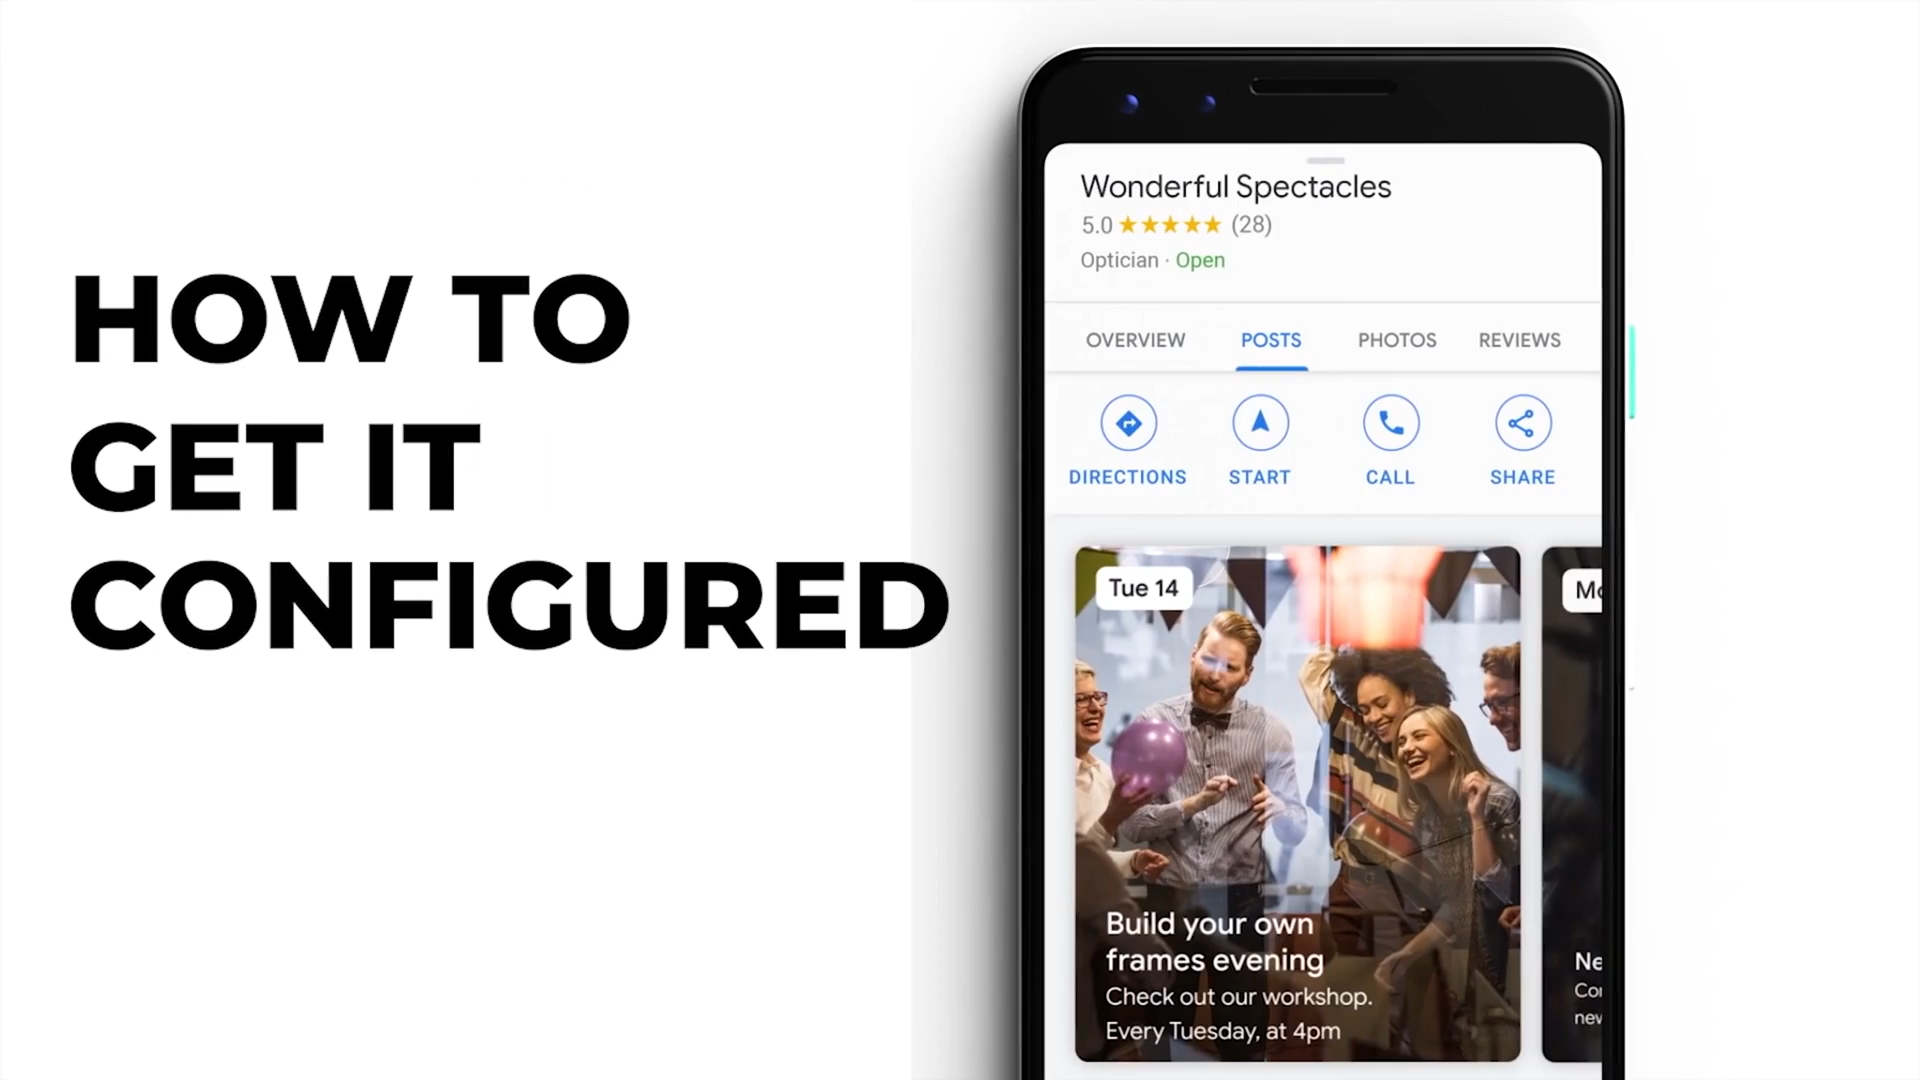 HOW TO
GET IT
CONFIGURED
Wonderful Spectacles
5.0 ★★★★★ (28)
Optician · Open
OVERVIEW POSTS PHOTOS REVIEWS
DIRECTIONS START CALL SHARE
Tue 14
Build your own
frames evening
Check out our workshop.
Every Tuesday, at 4pm